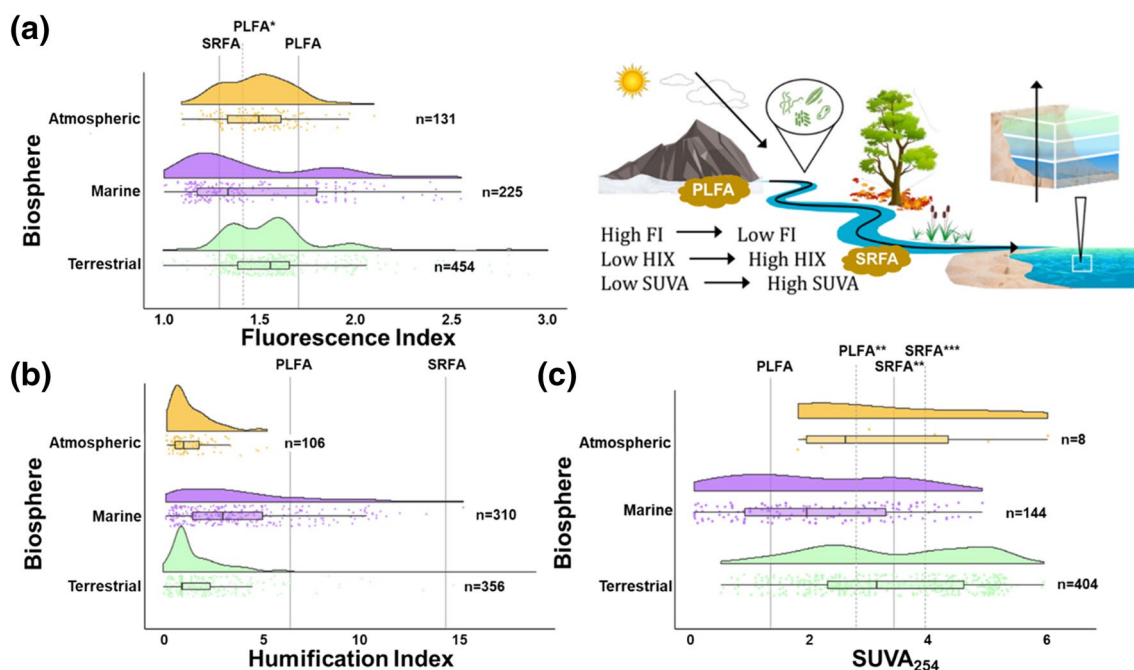 (a)
PLFA*
SRFA
PLFA
Biosphere
Atmospheric
n=131
Marine
n=225
Terrestrial
n=454
1.0 1.5 2.0 2.5 3.0
Fluorescence Index
PLFA
SRFA
High FI Low FI
Low HIX High HIX
Low SUVA High SUVA
(b)
PLFA
SRFA
Biosphere
Atmospheric
n=106
Marine
n=310
Terrestrial
n=356
0 5 10 15
Humification Index
(c)
PLFA
PLFA**
SRFA***
SRFA**
Biosphere
Atmospheric
n=8
Marine
n=144
Terrestrial
n=404
0 2 4 6
SUVA254